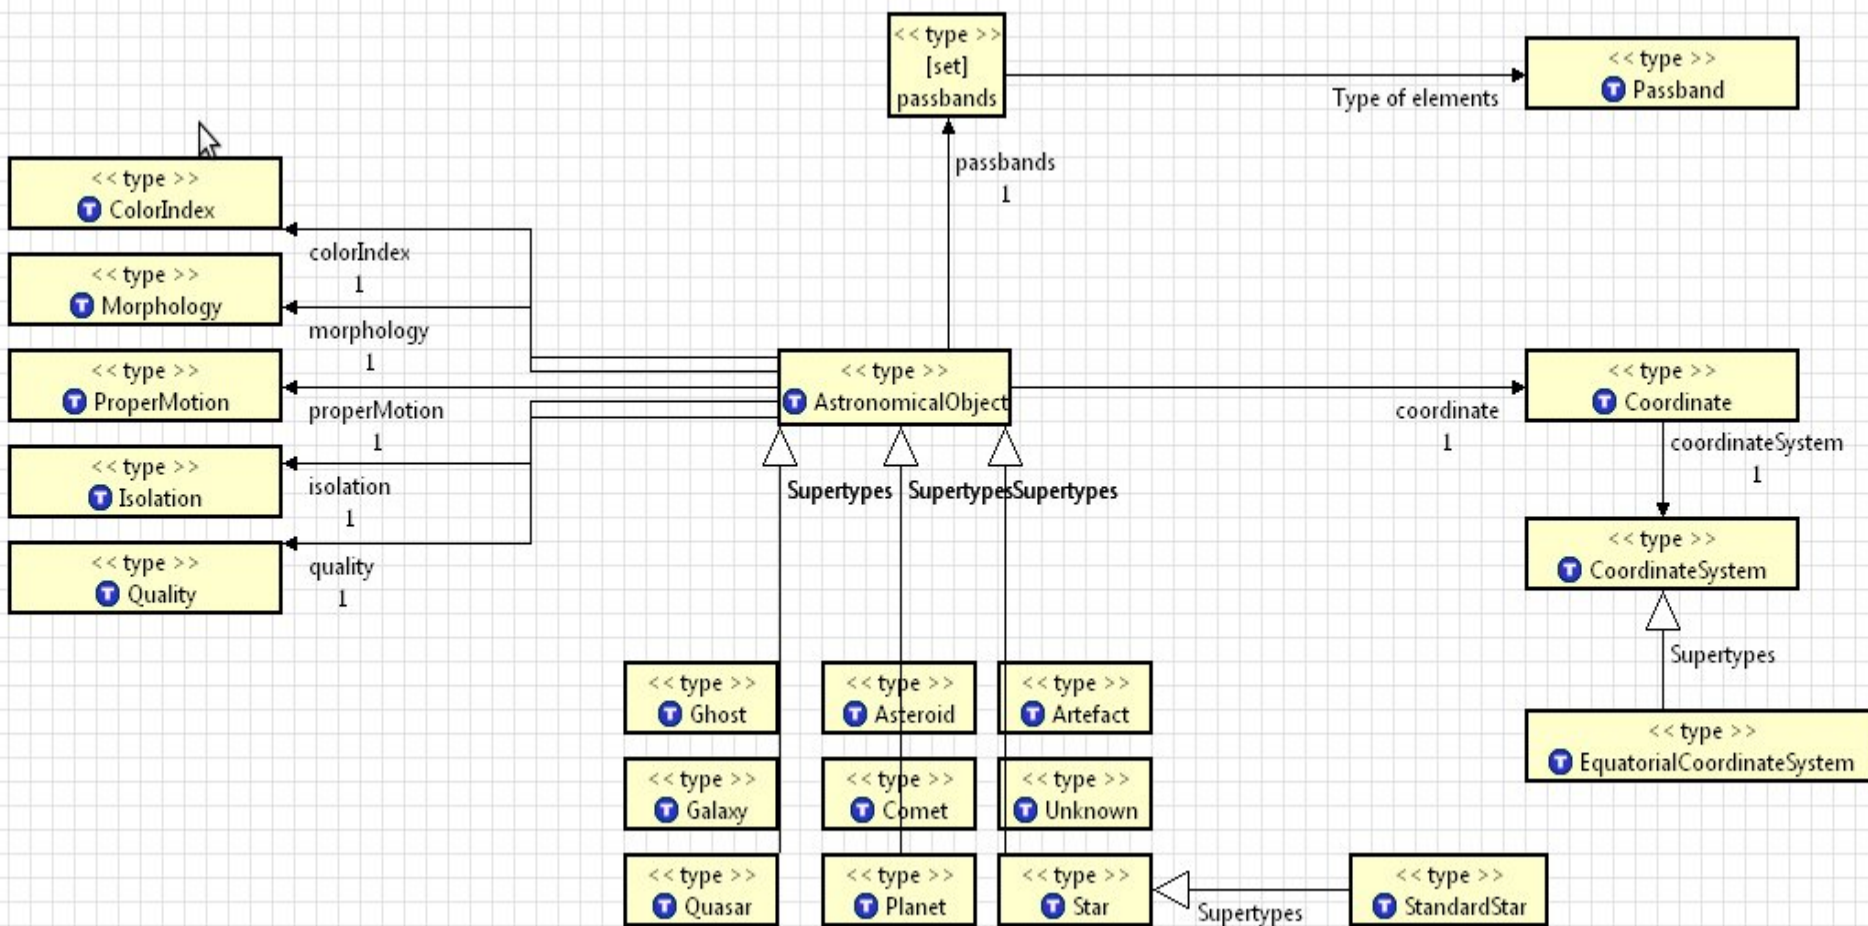 << type >>
[set]
passbands
<< type >>
T Passband
Type of elements
passbands
1
<< type >>
T ColorIndex
colorIndex
1
<< type >>
T Morphology
morphology
1
<< type >>
T ProperMotion
properMotion
1
<< type >>
T Isolation
isolation
1
<< type >>
T Quality
quality
1
<< type >>
T AstronomicalObject
coordinate
1
<< type >>
T Coordinate
coordinateSystem
1
<< type >>
T CoordinateSystem
Supertypes
<< type >>
T EquatorialCoordinateSystem
Supertypes
Supertypes
Supertypes
<< type >>
T Ghost
<< type >>
T Asteroid
<< type >>
T Artefact
<< type >>
T Galaxy
<< type >>
T Comet
<< type >>
T Unknown
<< type >>
T Quasar
<< type >>
T Planet
<< type >>
T Star
Supertypes
<< type >>
T StandardStar